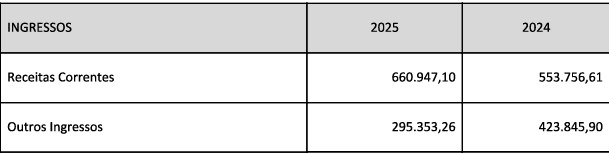 INGRESSOS 2025 2024
Receitas Correntes 660.947,10 553.756,61
Outros Ingressos 295.353,26 423.845,90